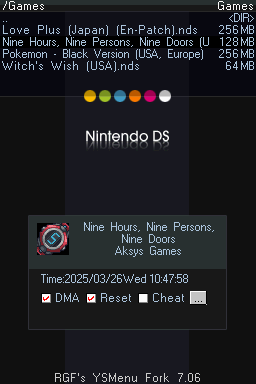 /Games Games
.. <DIR>
Love Plus (Japan) (En-Patch).nds 256MB
Nine Hours, Nine Persons, Nine Doors (U 128MB
Pokemon - Black Version (USA, Europe) 256MB
Witch's Wish (USA).nds 64MB
Nintendo DS
Nine Hours, Nine Persons,
Nine Doors
Aksys Games
Time:2025/03/26Wed 10:47:58
DMA Reset Cheat ...
RGF's YSMenu Fork 7.06